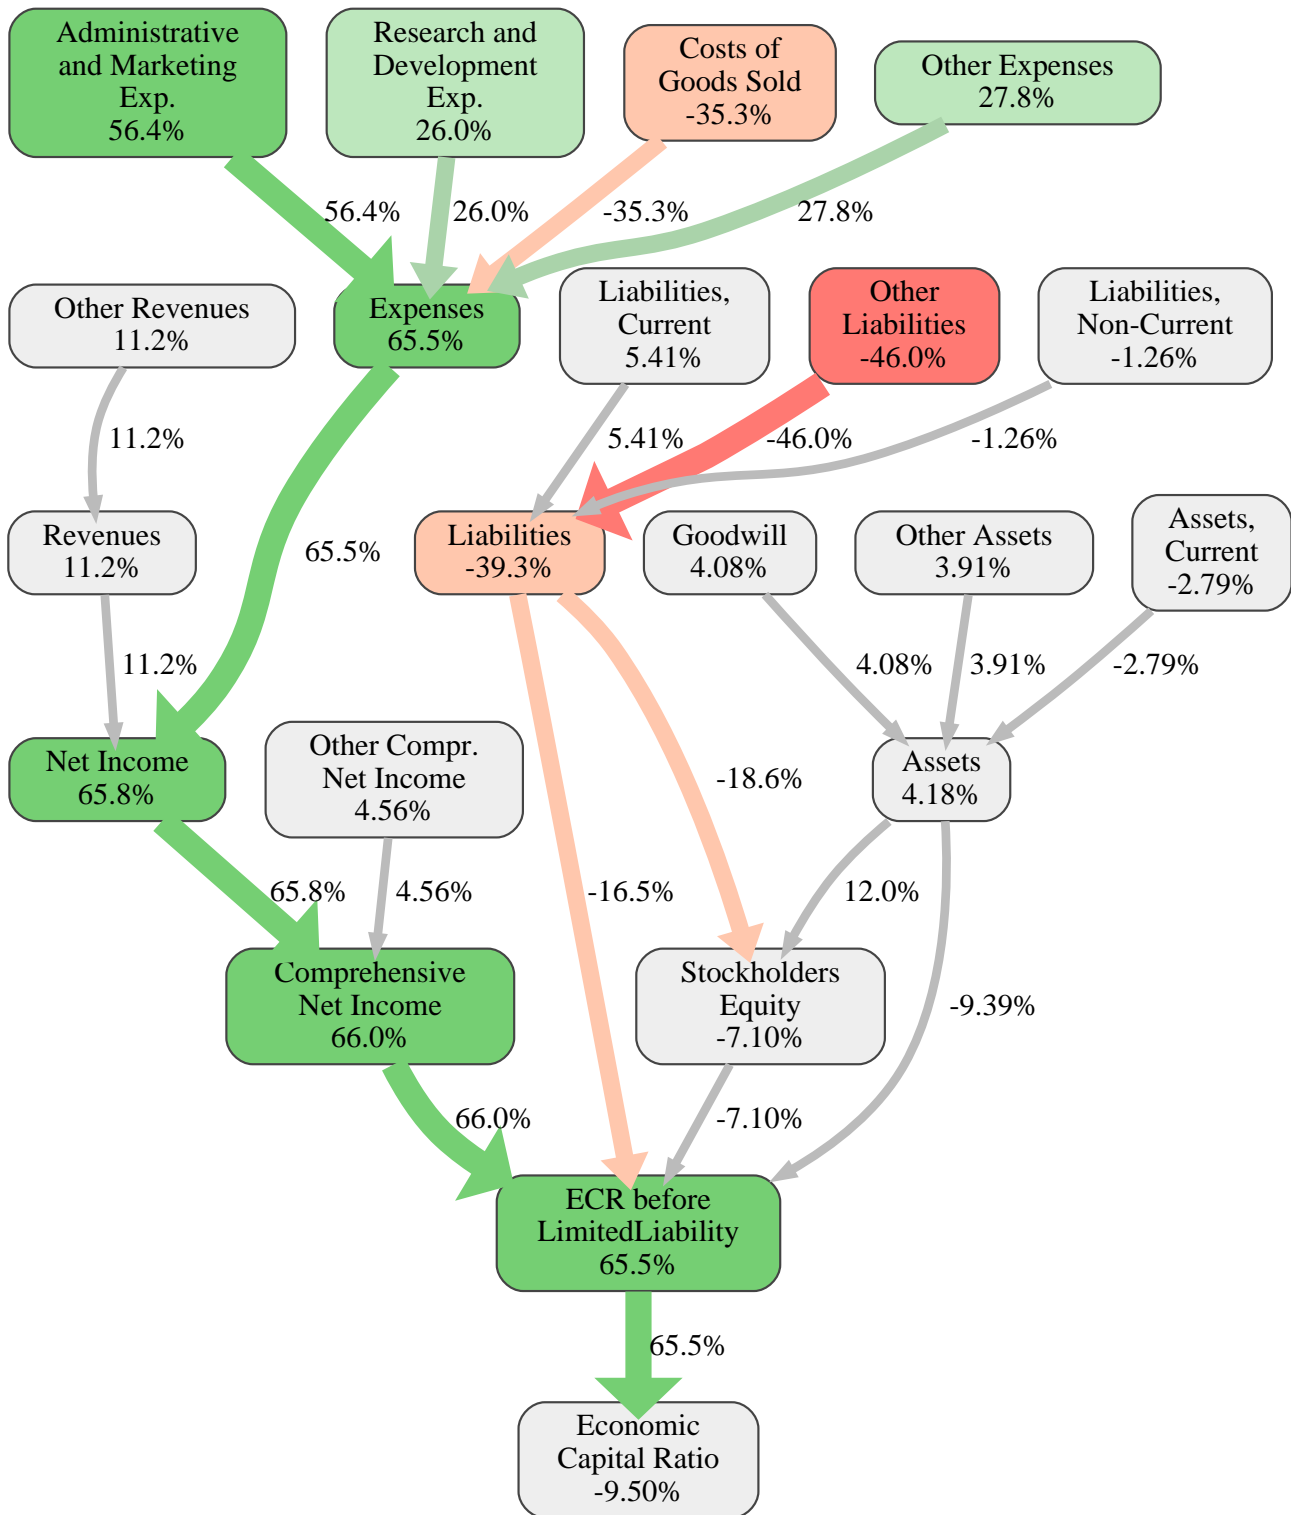 Administrative
and Marketing
Exp.
56.4%
Research and
Development
Exp.
26.0%
Costs of
Goods Sold
-35.3%
Other Expenses
27.8%
56.4%
26.0%
-35.3%
27.8%
Other Revenues
11.2%
Expenses
65.5%
Liabilities,
Current
5.41%
Other
Liabilities
-46.0%
Liabilities,
Non-Current
-1.26%
11.2%
5.41%
-46.0%
-1.26%
Revenues
11.2%
65.5%
Liabilities
-39.3%
Goodwill
4.08%
Other Assets
3.91%
Assets,
Current
-2.79%
11.2%
4.08%
3.91%
-2.79%
Net Income
65.8%
Other Compr.
Net Income
4.56%
-18.6%
Assets
4.18%
65.8%
4.56%
-16.5%
12.0%
Comprehensive
Net Income
66.0%
Stockholders
Equity
-7.10%
-9.39%
66.0%
-7.10%
ECR before
LimitedLiability
65.5%
65.5%
Economic
Capital Ratio
-9.50%